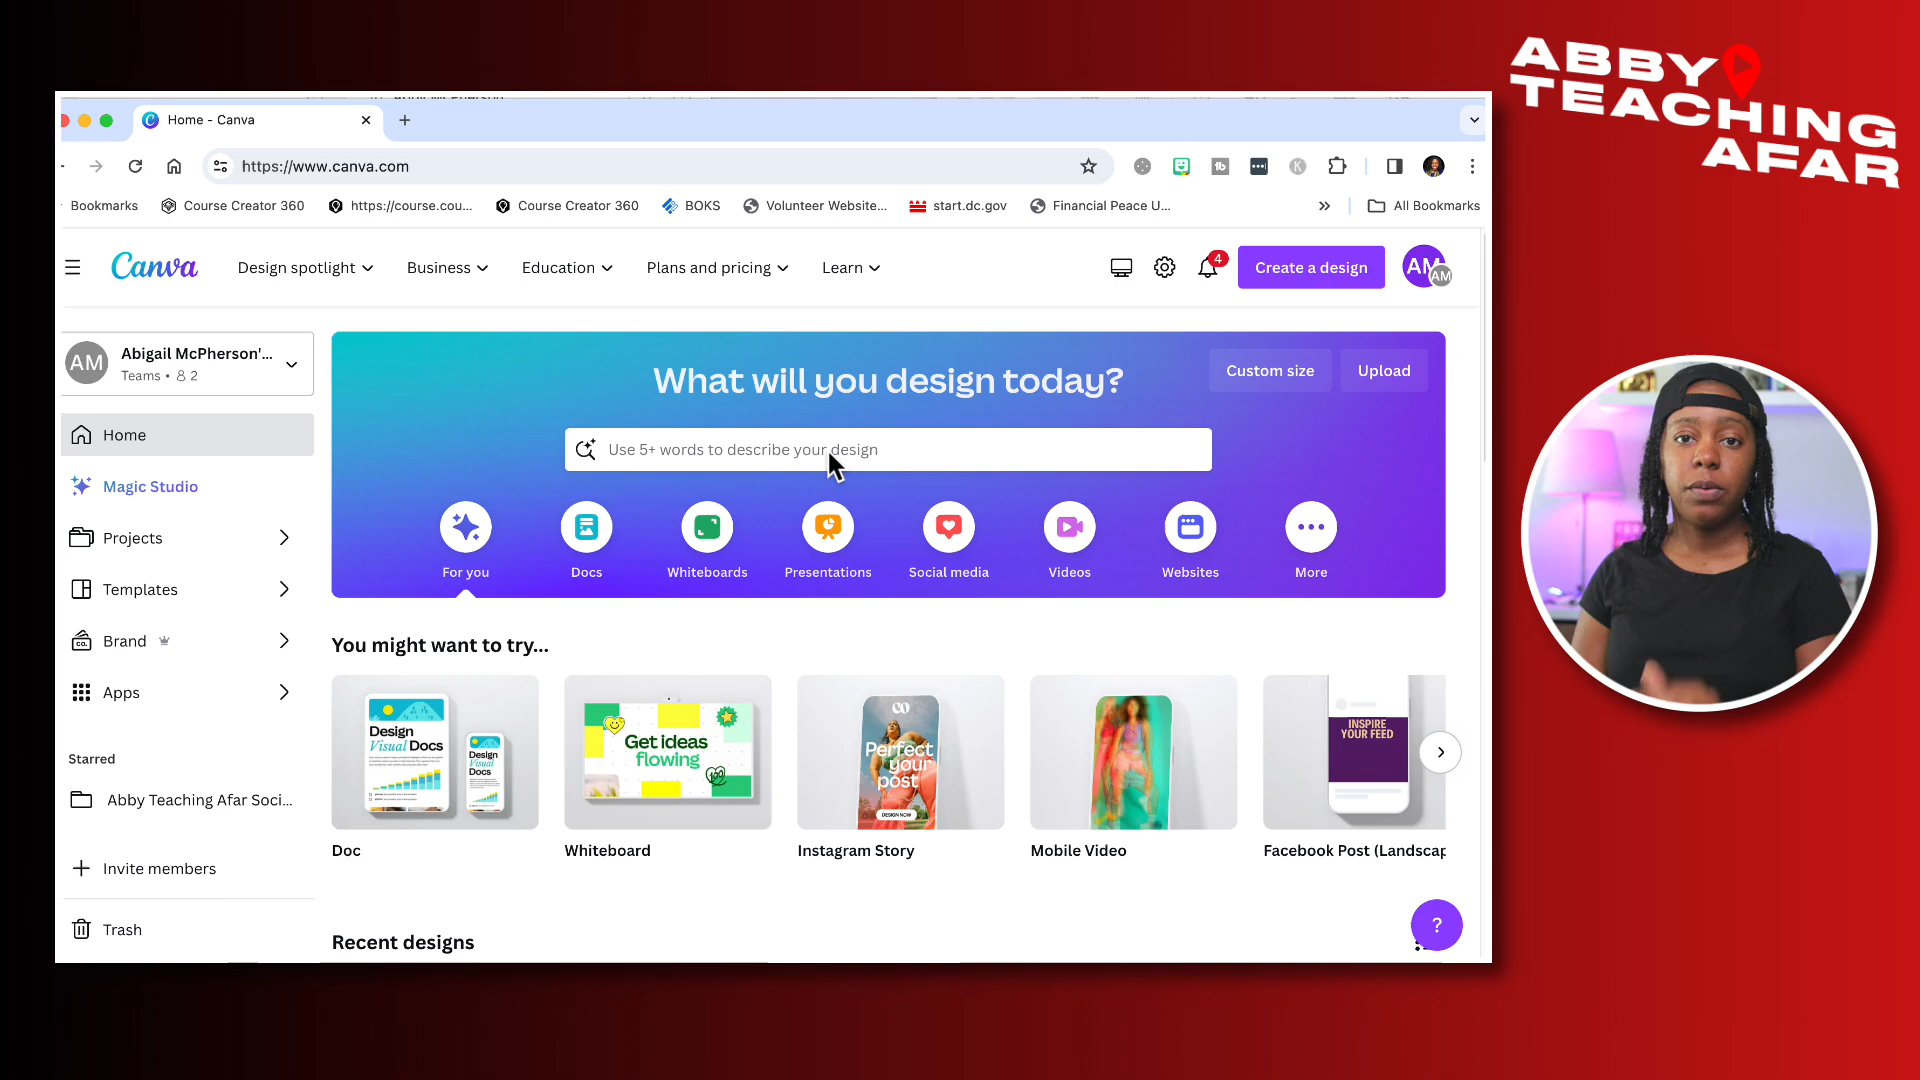 ABBY
TEACHING
AFAR
Home - Canva
https://www.canva.com
Bookmarks
Course Creator 360
https://course.cou...
Course Creator 360
BOKS
Volunteer Website...
start.dc.gov
Financial Peace U...
All Bookmarks
Canva
Design spotlight
Business
Education
Plans and pricing
Learn
4
Create a design
AM
AM
AM
Abigail McPherson'...
Teams • 2
Home
Magic Studio
Projects
Templates
Brand
Apps
Starred
Abby Teaching Afar Soci...
Invite members
Trash
What will you design today?
Custom size
Upload
Use 5+ words to describe your design
For you
Docs
Whiteboards
Presentations
Social media
Videos
Websites
More
You might want to try...
Design
Visual Docs
Design
Visual
Docs
Get ideas
flowing
100
Perfect
your
post
DESIGN NOW
INSPIRE
YOUR FEED
Doc
Whiteboard
Instagram Story
Mobile Video
Facebook Post (Landscap
Recent designs
?